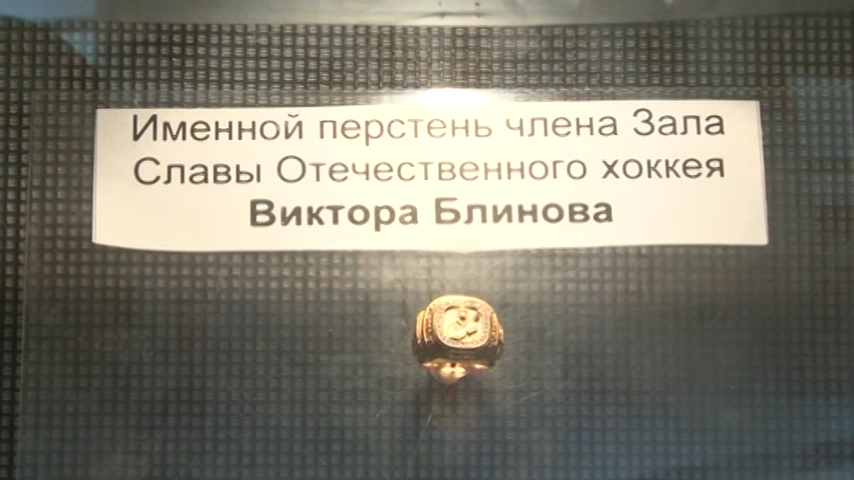 Именной перстень члена Зала
Славы Отечественного хоккея
Виктора Блинова